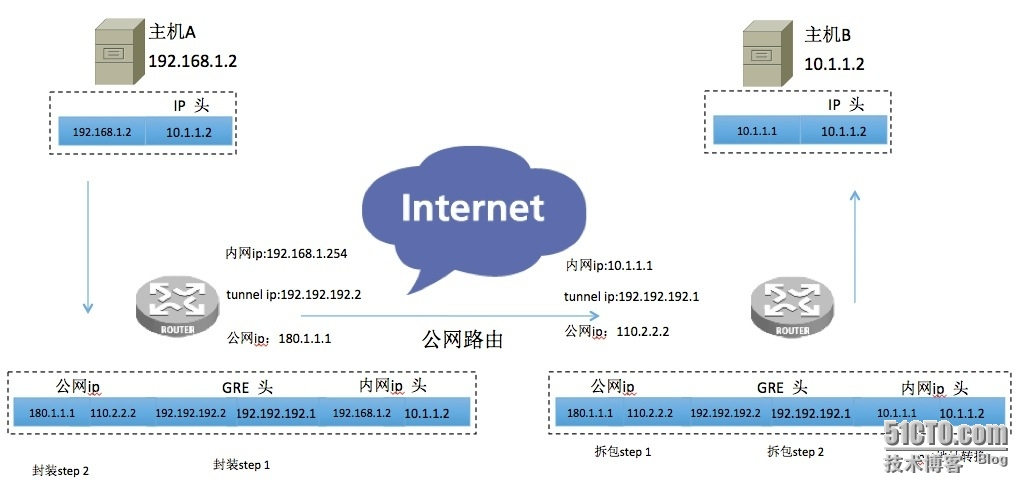 主机A
192.168.1.2
IP 头
192.168.1.2 10.1.1.2
主机B
10.1.1.2
IP 头
10.1.1.1 10.1.1.2
Internet
内网ip:192.168.1.254
tunnel ip:192.192.192.2
公网ip：180.1.1.1
ROUTER
公网路由
内网ip:10.1.1.1
tunnel ip:192.192.192.1
公网ip：110.2.2.2
ROUTER
公网ip GRE 头 内网ip 头
180.1.1.1 110.2.2.2 192.192.192.2 192.192.192.1 192.168.1.2 10.1.1.2
封装step 2 封装step 1
公网ip GRE 头 内网ip 头
180.1.1.1 110.2.2.2 192.192.192.2 192.192.192.1 10.1.1.1 10.1.1.2
拆包step 1 拆包step 2
51CTO.com
技术博客 Blog